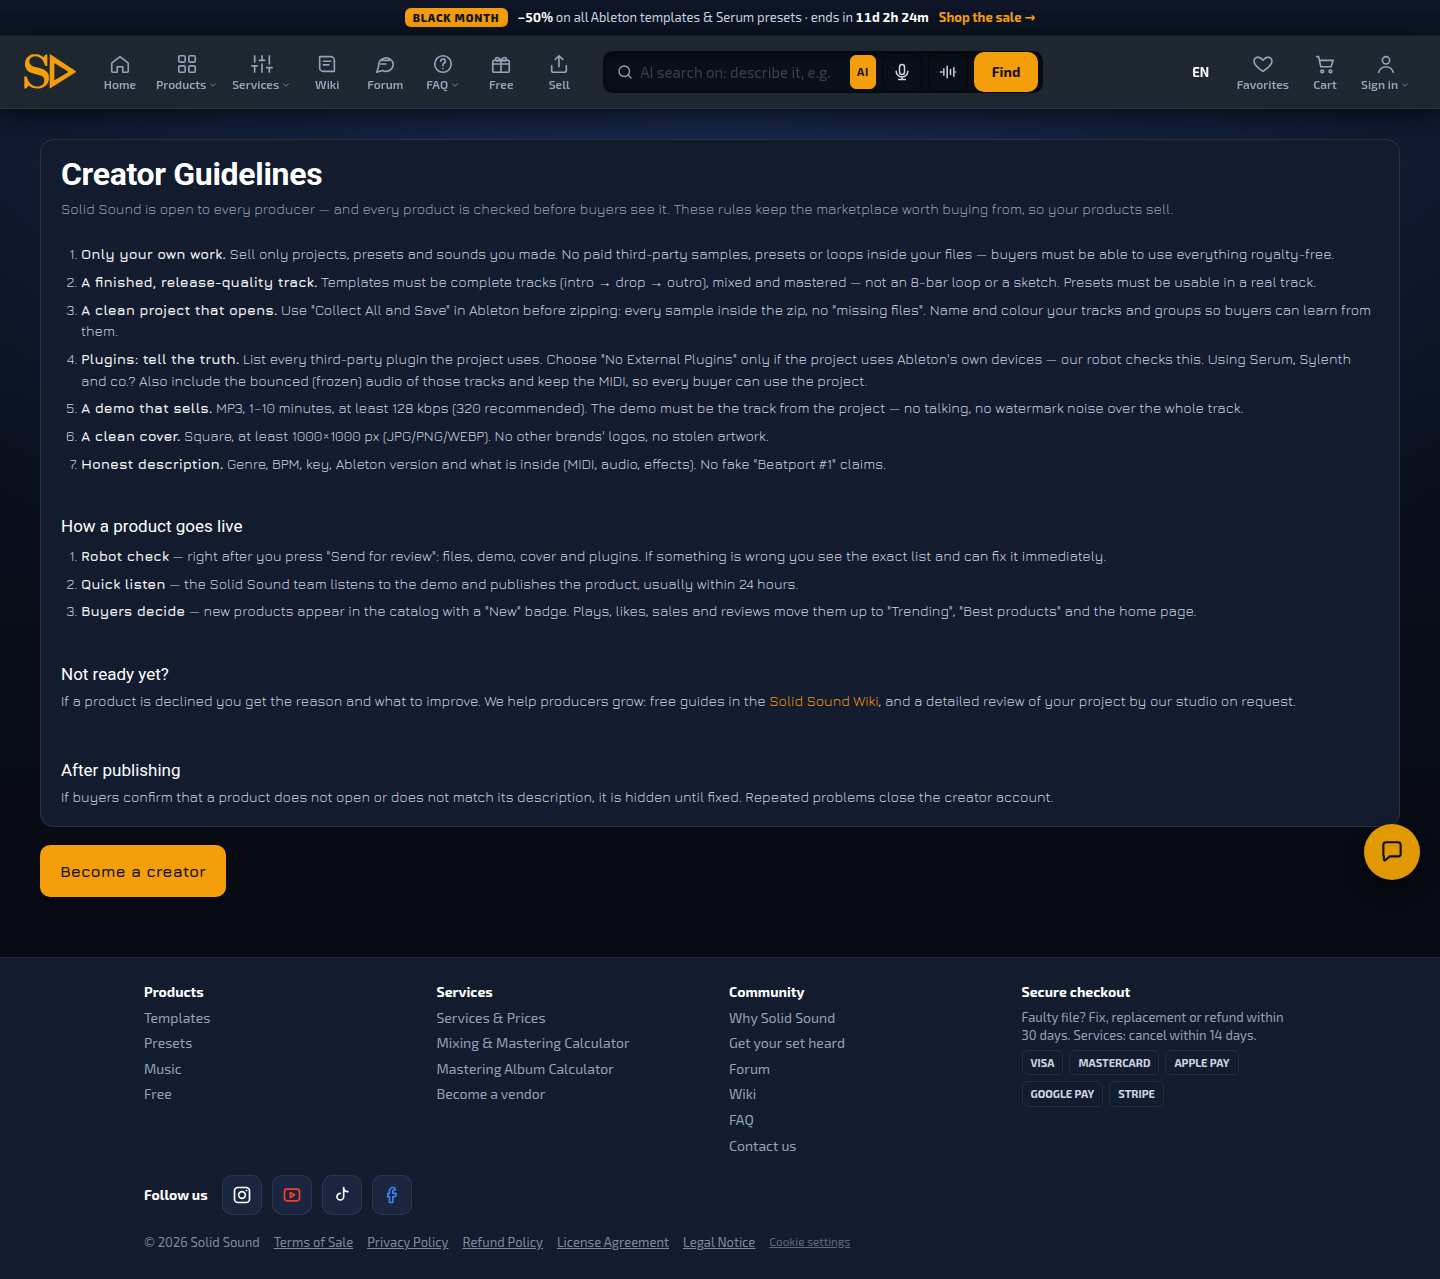 BLACK MONTH −50% on all Ableton templates & Serum presets · ends in 11d 2h 24m Shop the sale →
Home Products Services Wiki Forum FAQ Free Sell AI search on: describe it, e.g. AI Find EN Favorites Cart Sign in
Creator Guidelines
Solid Sound is open to every producer — and every product is checked before buyers see it. These rules keep the marketplace worth buying from, so your products sell.
1. Only your own work. Sell only projects, presets and sounds you made. No paid third-party samples, presets or loops inside your files — buyers must be able to use everything royalty-free.
2. A finished, release-quality track. Templates must be complete tracks (intro → drop → outro), mixed and mastered — not an 8-bar loop or a sketch. Presets must be usable in a real track.
3. A clean project that opens. Use "Collect All and Save" in Ableton before zipping: every sample inside the zip, no "missing files". Name and colour your tracks and groups so buyers can learn from
them.
4. Plugins: tell the truth. List every third-party plugin the project uses. Choose "No External Plugins" only if the project uses Ableton's own devices — our robot checks this. Using Serum, Sylenth
and co.? Also include the bounced (frozen) audio of those tracks and keep the MIDI, so every buyer can use the project.
5. A demo that sells. MP3, 1–10 minutes, at least 128 kbps (320 recommended). The demo must be the track from the project — no talking, no watermark noise over the whole track.
6. A clean cover. Square, at least 1000×1000 px (JPG/PNG/WEBP). No other brands' logos, no stolen artwork.
7. Honest description. Genre, BPM, key, Ableton version and what is inside (MIDI, audio, effects). No fake "Beatport #1" claims.
How a product goes live
1. Robot check — right after you press "Send for review": files, demo, cover and plugins. If something is wrong you see the exact list and can fix it immediately.
2. Quick listen — the Solid Sound team listens to the demo and publishes the product, usually within 24 hours.
3. Buyers decide — new products appear in the catalog with a "New" badge. Plays, likes, sales and reviews move them up to "Trending", "Best products" and the home page.
Not ready yet?
If a product is declined you get the reason and what to improve. We help producers grow: free guides in the Solid Sound Wiki, and a detailed review of your project by our studio on request.
After publishing
If buyers confirm that a product does not open or does not match its description, it is hidden until fixed. Repeated problems close the creator account.
Become a creator
Products
Templates
Presets
Music
Free
Services
Services & Prices
Mixing & Mastering Calculator
Mastering Album Calculator
Become a vendor
Community
Why Solid Sound
Get your set heard
Forum
Wiki
FAQ
Contact us
Secure checkout
Faulty file? Fix, replacement or refund within
30 days. Services: cancel within 14 days.
VISA MASTERCARD APPLE PAY
GOOGLE PAY STRIPE
Follow us
© 2026 Solid Sound Terms of Sale Privacy Policy Refund Policy License Agreement Legal Notice Cookie settings